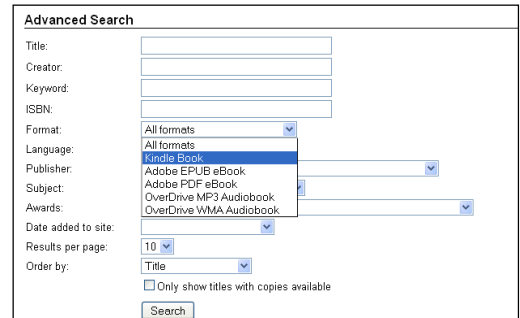 Advanced Search
Title:
Creator:
Keyword:
ISBN:
Format: All formats
All formats
Language:
Kindle Book
Publisher:
Adobe EPUB eBook
Adobe PDF eBook
Subject:
OverDrive MP3 Audiobook
Awards:
OverDrive WMA Audiobook
Date added to site:
Results per page: 10
Order by: Title
Only show titles with copies available
Search